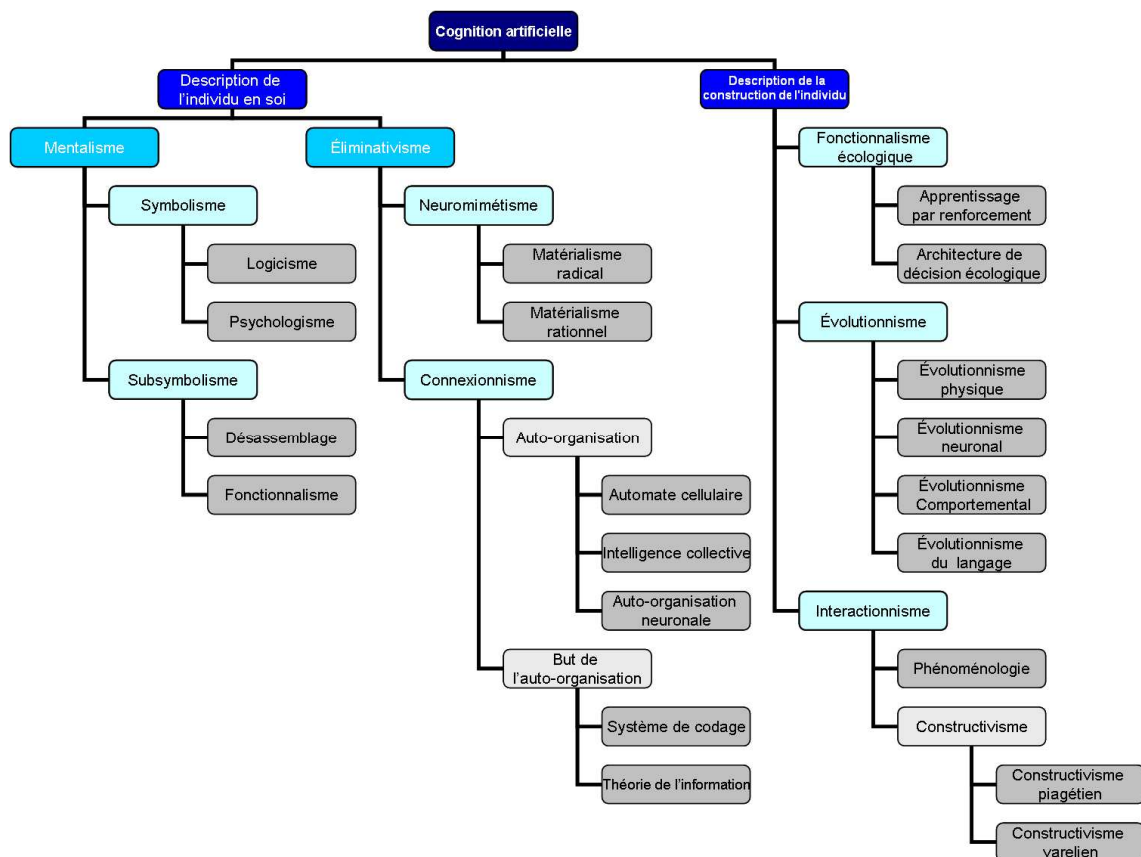 Cognition artificielle
Description de
l'individu en soi
Description de la
construction de l'individu
Mentalisme
Éliminativisme
Fonctionnalisme
écologique
Symbolisme
Neuromimétisme
Apprentissage
par renforcement
Logicisme
Matérialisme
radical
Architecture de
décision écologique
Psychologisme
Matérialisme
rationnel
Évolutionnisme
Subsymbolisme
Connexionnisme
Évolutionnisme
physique
Désassemblage
Auto-organisation
Évolutionnisme
neuronal
Fonctionnalisme
Automate cellulaire
Évolutionnisme
Comportemental
Intelligence collective
Évolutionnisme
du langage
Auto-organisation
neuronale
Interactionnisme
But de
l'auto-organisation
Phénoménologie
Système de codage
Constructivisme
Théorie de l'information
Constructivisme
piagétien
Constructivisme
varelien